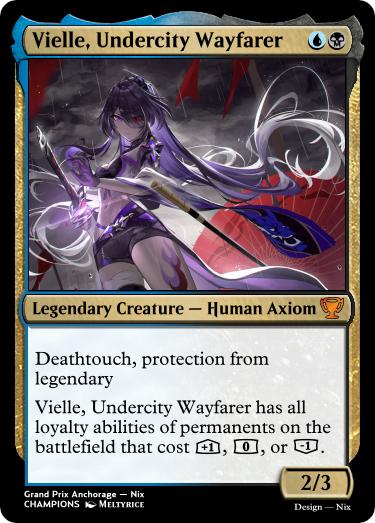 Vielle, Undercity Wayfarer
Legendary Creature — Human Axiom
Deathtouch, protection from
legendary
Vielle, Undercity Wayfarer has all
loyalty abilities of permanents on the
battlefield that cost +1, 0, or -1.
2/3
Grand Prix Anchorage — Nix
CHAMPIONS Meltyrice
Design — Nix